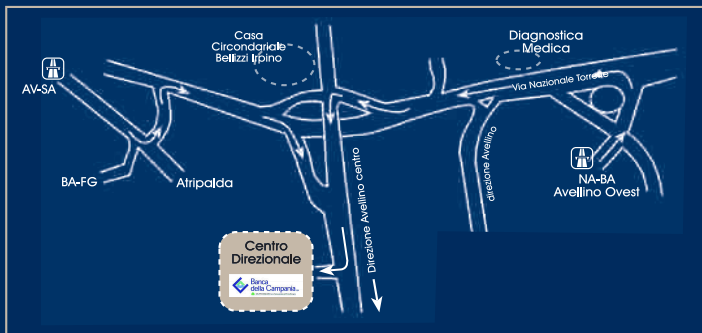 Casa
Circondariale
Bellizzi Irpino
Diagnostica
Medica
AV-SA
Via Nazionale Torrette
BA-FG
Atripalda
NA-BA
Avellino Ovest
direzione Avellino
Direzione Avellino centro
Centro
Direzionale
Banca
della Campania